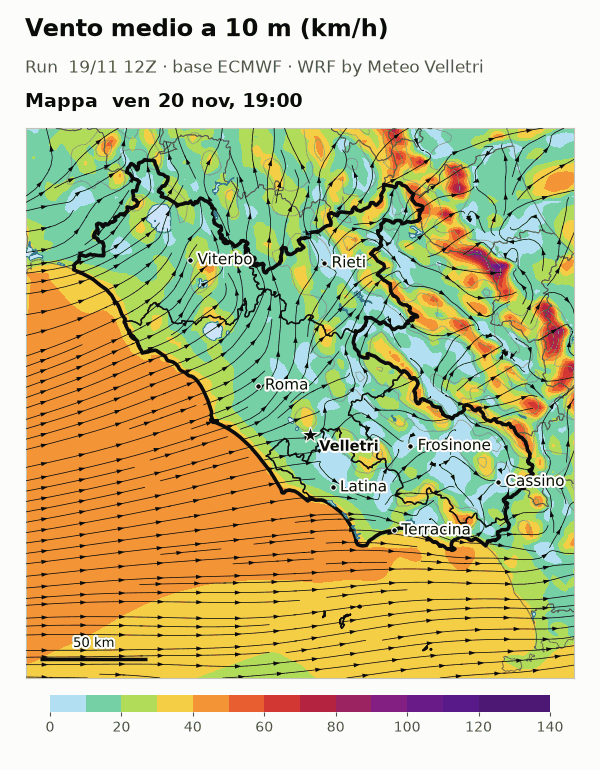 Vento medio a 10 m (km/h)
Run  19/11 12Z · base ECMWF · WRF by Meteo Velletri
Mappa  ven 20 nov, 19:00
Viterbo
Rieti
Roma
Velletri
Frosinone
Latina
Cassino
Terracina
50 km
0 20 40 60 80 100 120 140